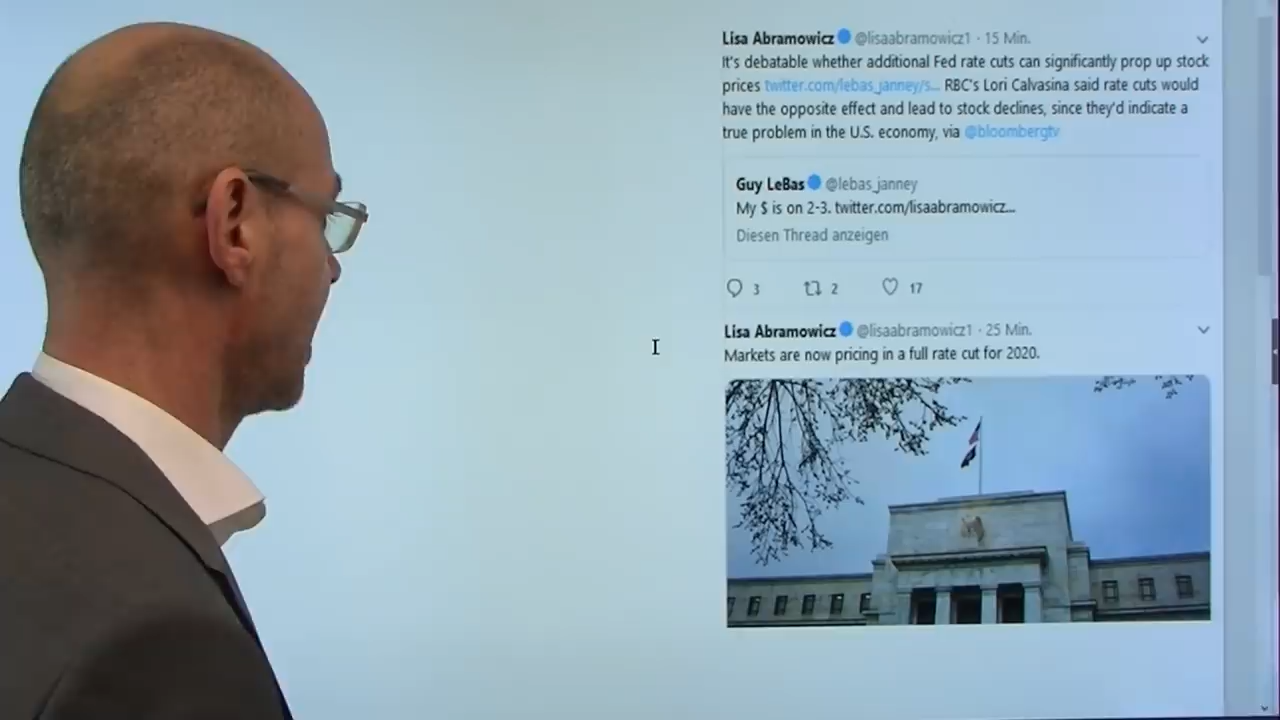 Lisa Abramowicz @lisaabramowicz1 · 15 Min.
It's debatable whether additional Fed rate cuts can significantly prop up stock
prices twitter.com/lebas_janney/s... RBC's Lori Calvasina said rate cuts would
have the opposite effect and lead to stock declines, since they'd indicate a
true problem in the U.S. economy, via @bloombergtv
Guy LeBas @lebas_janney
My $ is on 2-3. twitter.com/lisaabramowicz...
Diesen Thread anzeigen
3 2 17
Lisa Abramowicz @lisaabramowicz1 · 25 Min.
Markets are now pricing in a full rate cut for 2020.